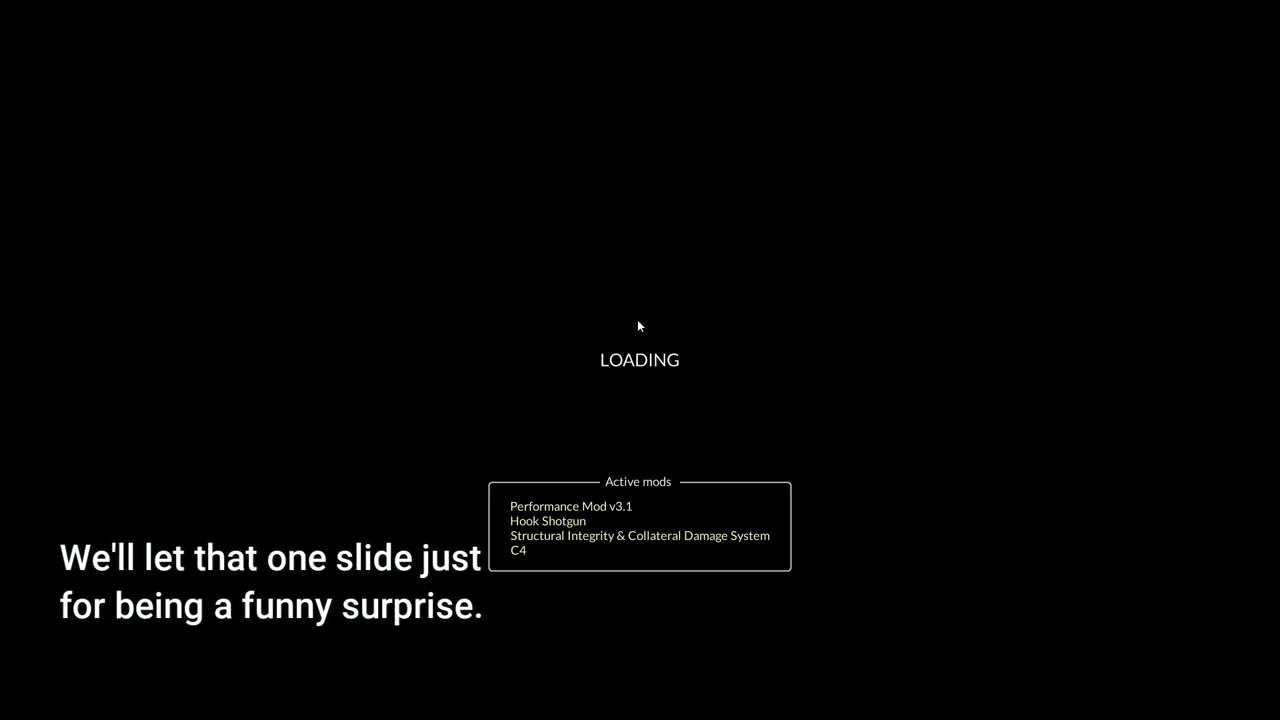 LOADING
Active mods
Performance Mod v3.1
Hook Shotgun
Structural Integrity & Collateral Damage System
C4
We'll let that one slide just
for being a funny surprise.